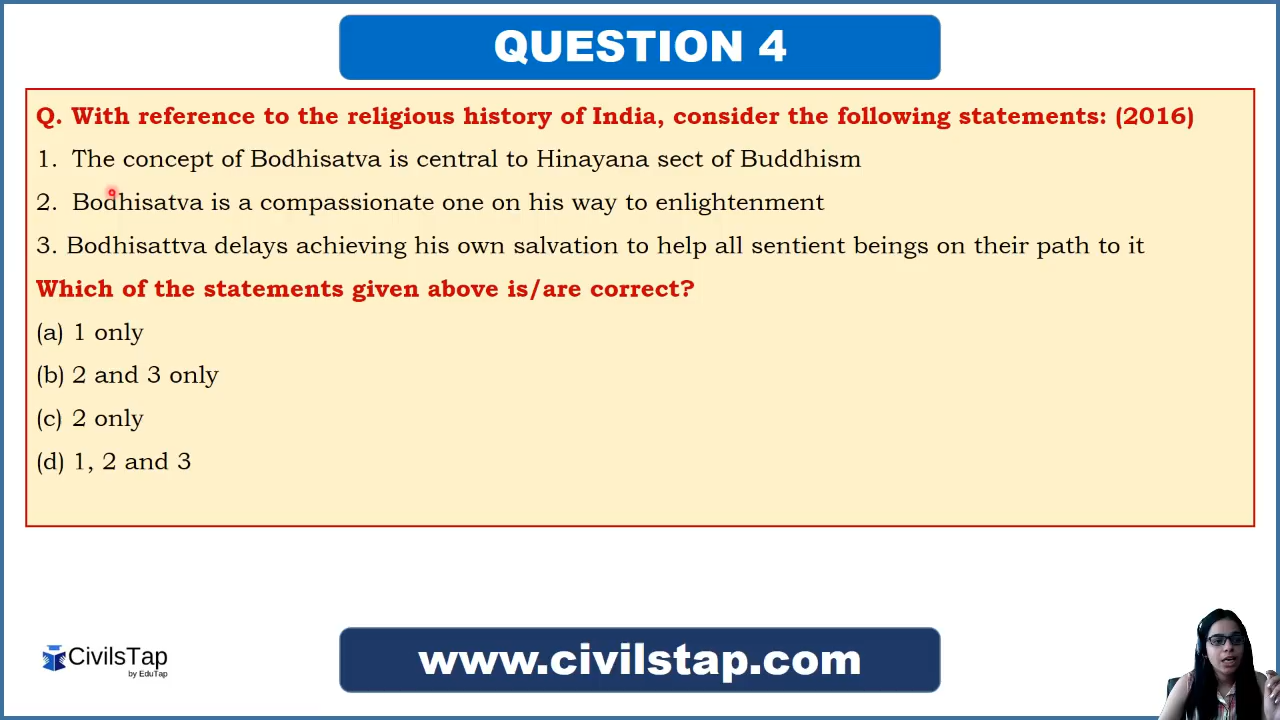 QUESTION 4
Q. With reference to the religious history of India, consider the following statements: (2016)
1. The concept of Bodhisatva is central to Hinayana sect of Buddhism
2. Bodhisatva is a compassionate one on his way to enlightenment
3. Bodhisattva delays achieving his own salvation to help all sentient beings on their path to it
Which of the statements given above is/are correct?
(a) 1 only
(b) 2 and 3 only
(c) 2 only
(d) 1, 2 and 3
CivilsTap
by EduTap
www.civilstap.com